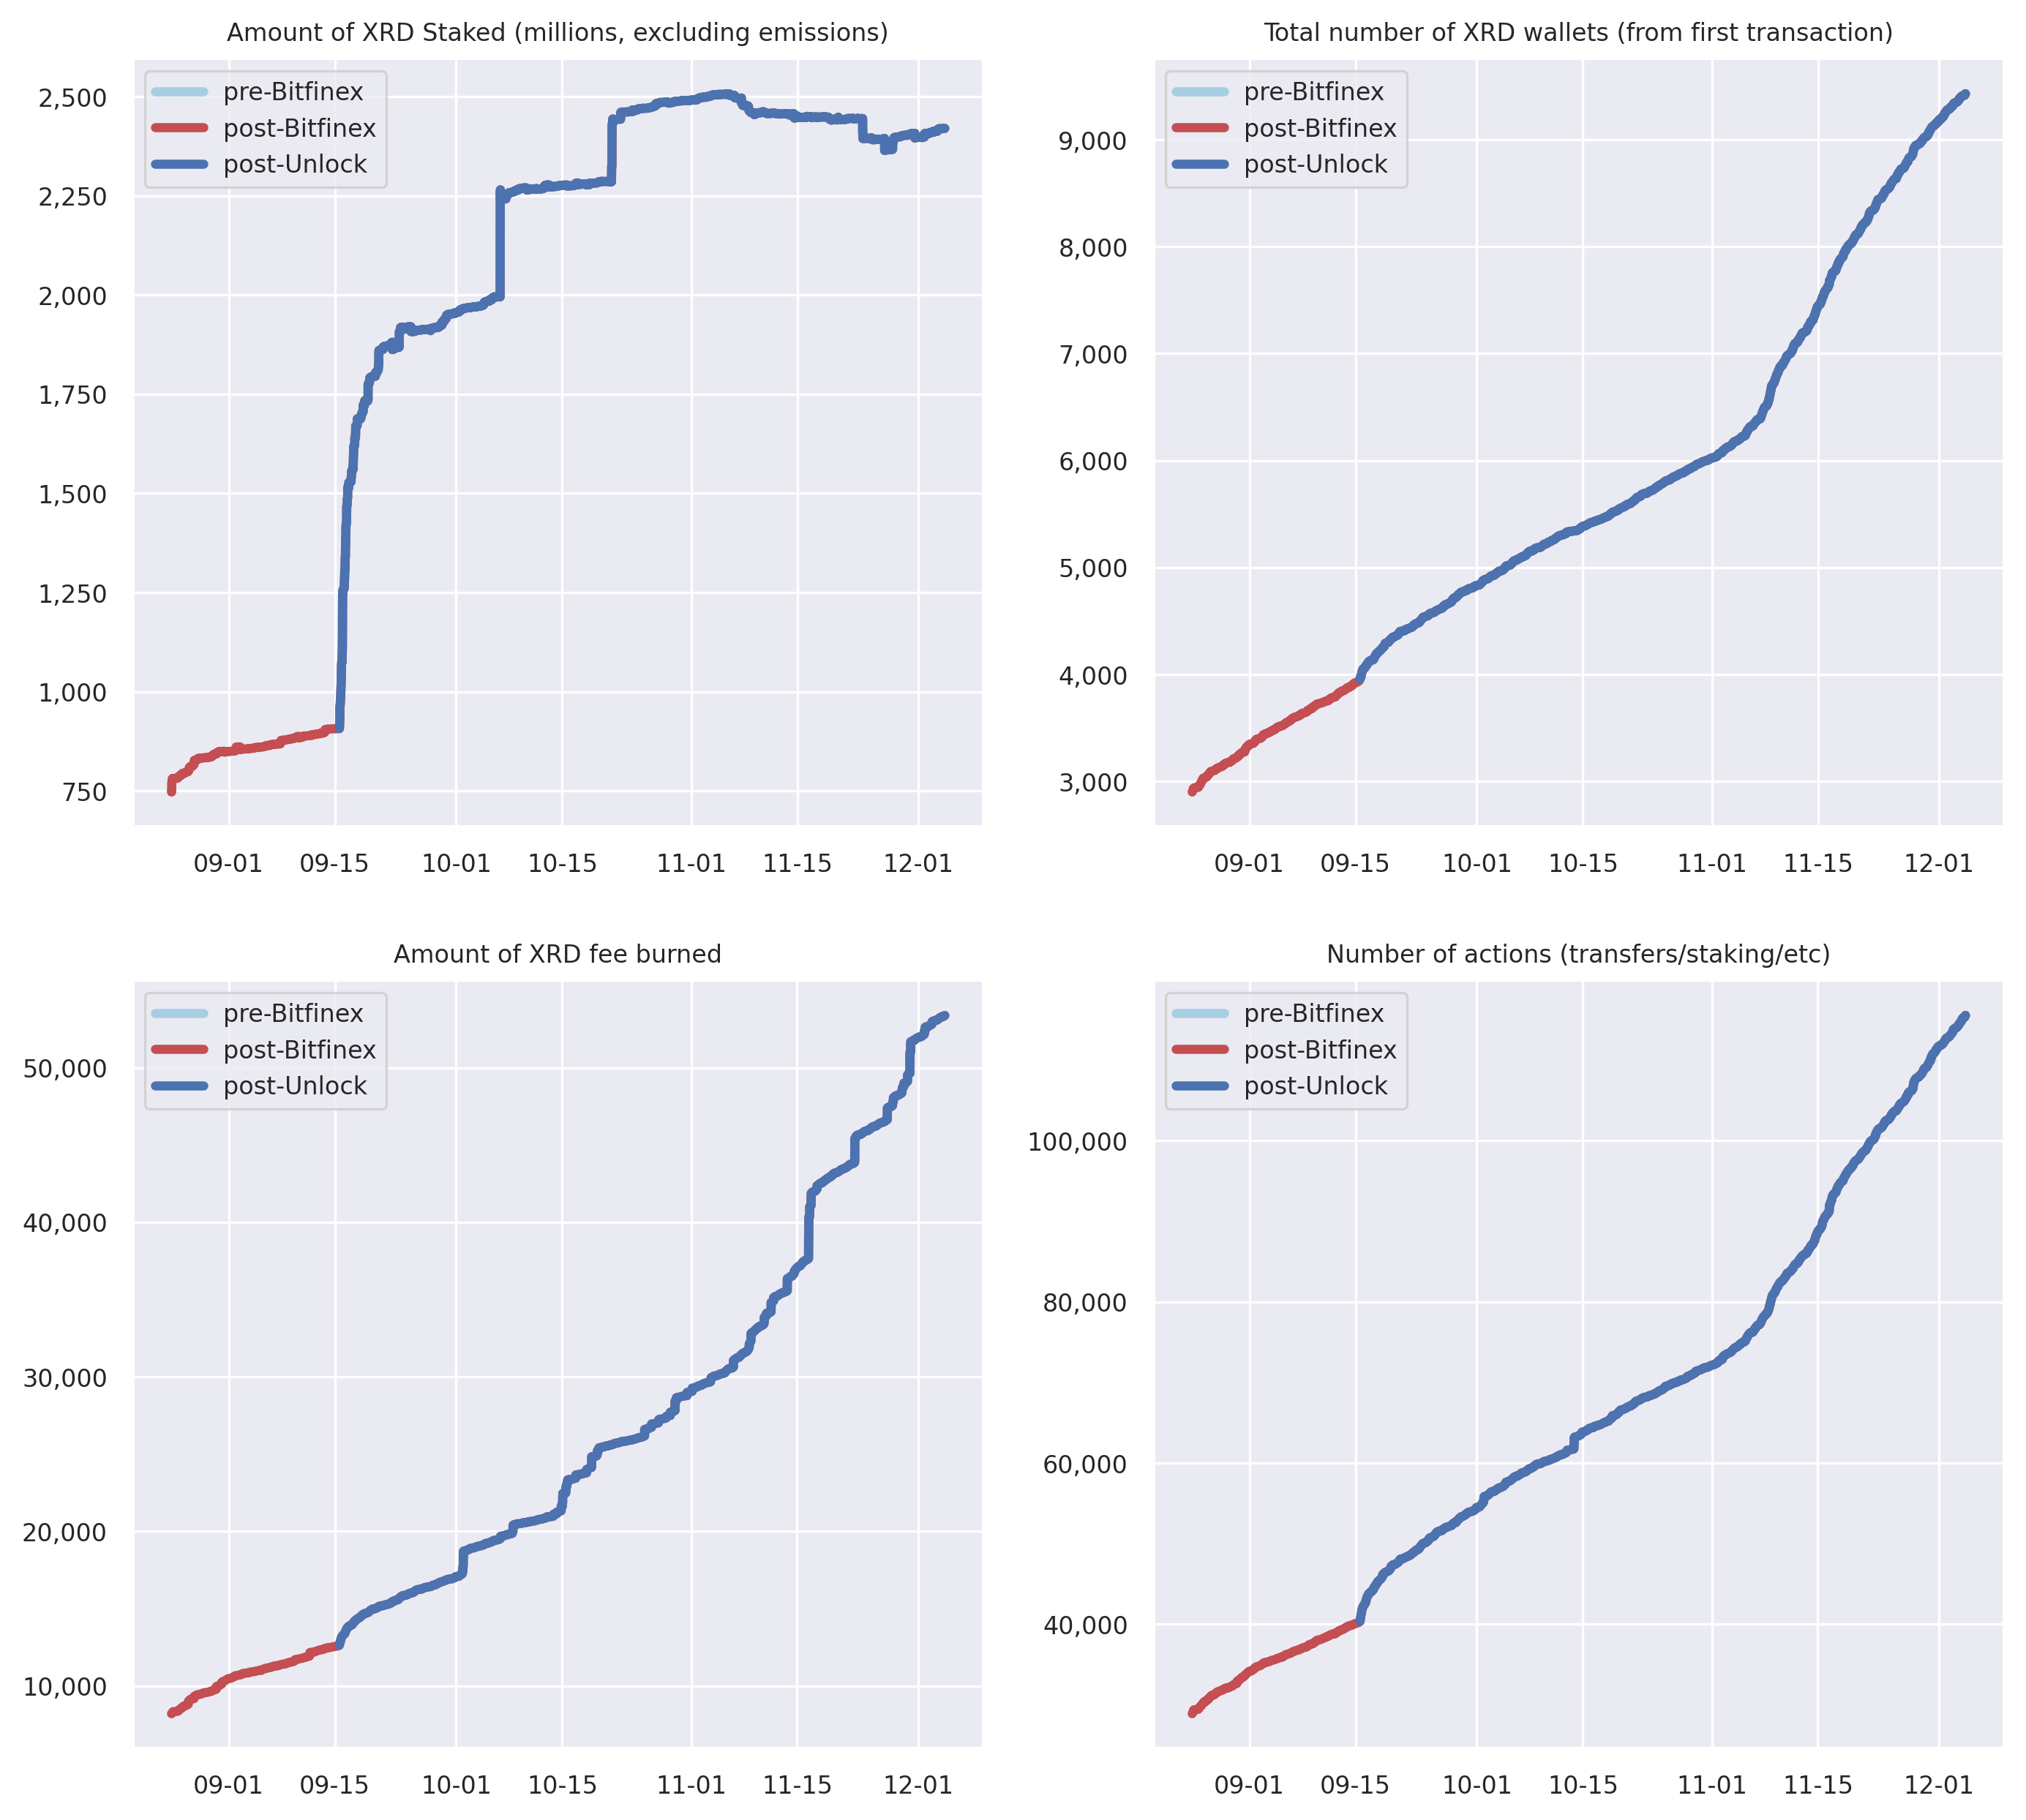 Amount of XRD Staked (millions, excluding emissions)
pre-Bitfinex
post-Bitfinex
post-Unlock
2,500
2,250
2,000
1,750
1,500
1,250
1,000
750
09-01 09-15 10-01 10-15 11-01 11-15 12-01
Total number of XRD wallets (from first transaction)
pre-Bitfinex
post-Bitfinex
post-Unlock
9,000
8,000
7,000
6,000
5,000
4,000
3,000
09-01 09-15 10-01 10-15 11-01 11-15 12-01
Amount of XRD fee burned
pre-Bitfinex
post-Bitfinex
post-Unlock
50,000
40,000
30,000
20,000
10,000
09-01 09-15 10-01 10-15 11-01 11-15 12-01
Number of actions (transfers/staking/etc)
pre-Bitfinex
post-Bitfinex
post-Unlock
100,000
80,000
60,000
40,000
09-01 09-15 10-01 10-15 11-01 11-15 12-01